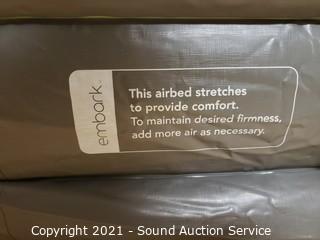 embark.
This airbed stretches
to provide comfort.
To maintain desired firmness,
add more air as necessary.
Copyright 2021 - Sound Auction Service